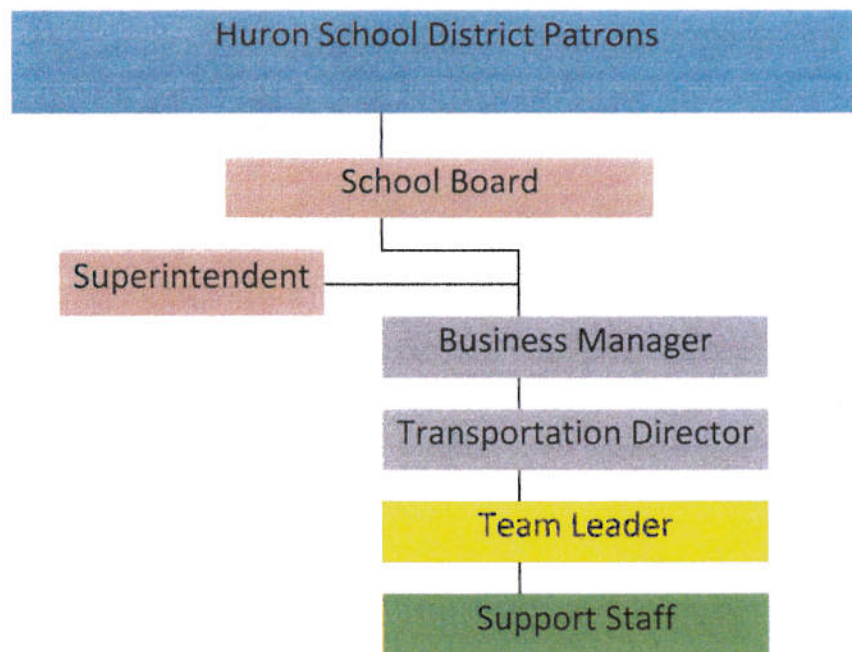 Huron School District Patrons
School Board
Superintendent
Business Manager
Transportation Director
Team Leader
Support Staff